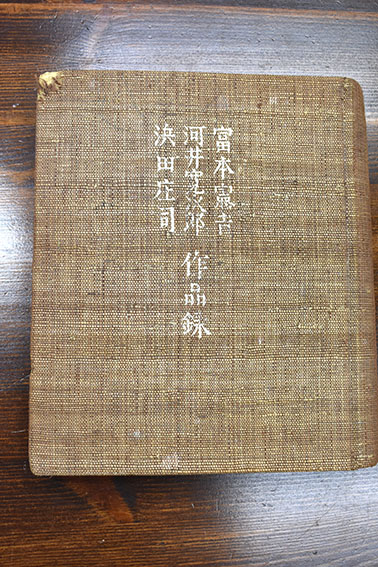 富本憲吉
河井寛次郎 作品録
浜田庄司